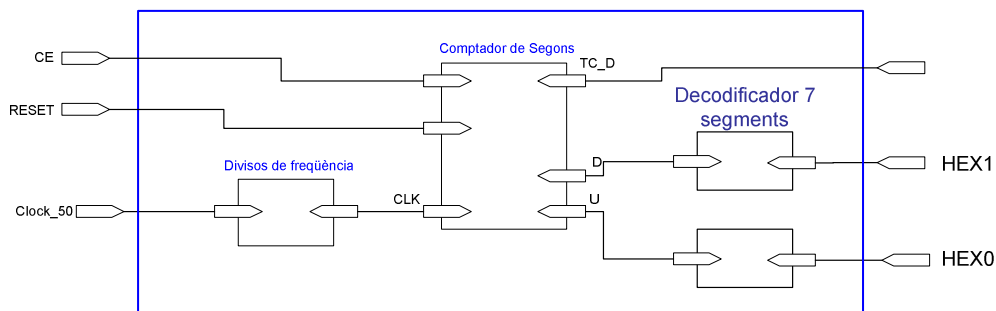 Comptador de Segons
CE
TC_D
Decodificador 7
segments
RESET
Divisos de freqüència
D
HEX1
CLK
U
Clock_50
HEX0